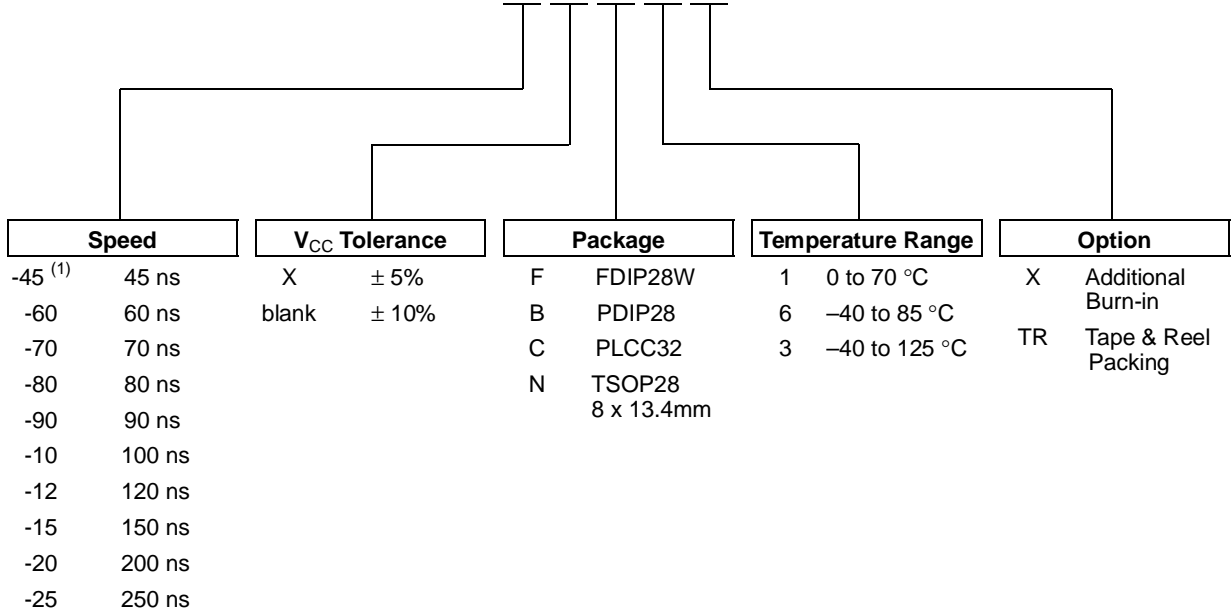 Speed
-45 (1) 45 ns
-60 60 ns
-70 70 ns
-80 80 ns
-90 90 ns
-10 100 ns
-12 120 ns
-15 150 ns
-20 200 ns
-25 250 ns
VCC Tolerance
X ± 5%
blank ± 10%
Package
F FDIP28W
B PDIP28
C PLCC32
N TSOP28
8 x 13.4mm
Temperature Range
1 0 to 70 °C
6 –40 to 85 °C
3 –40 to 125 °C
Option
X Additional
Burn-in
TR Tape & Reel
Packing